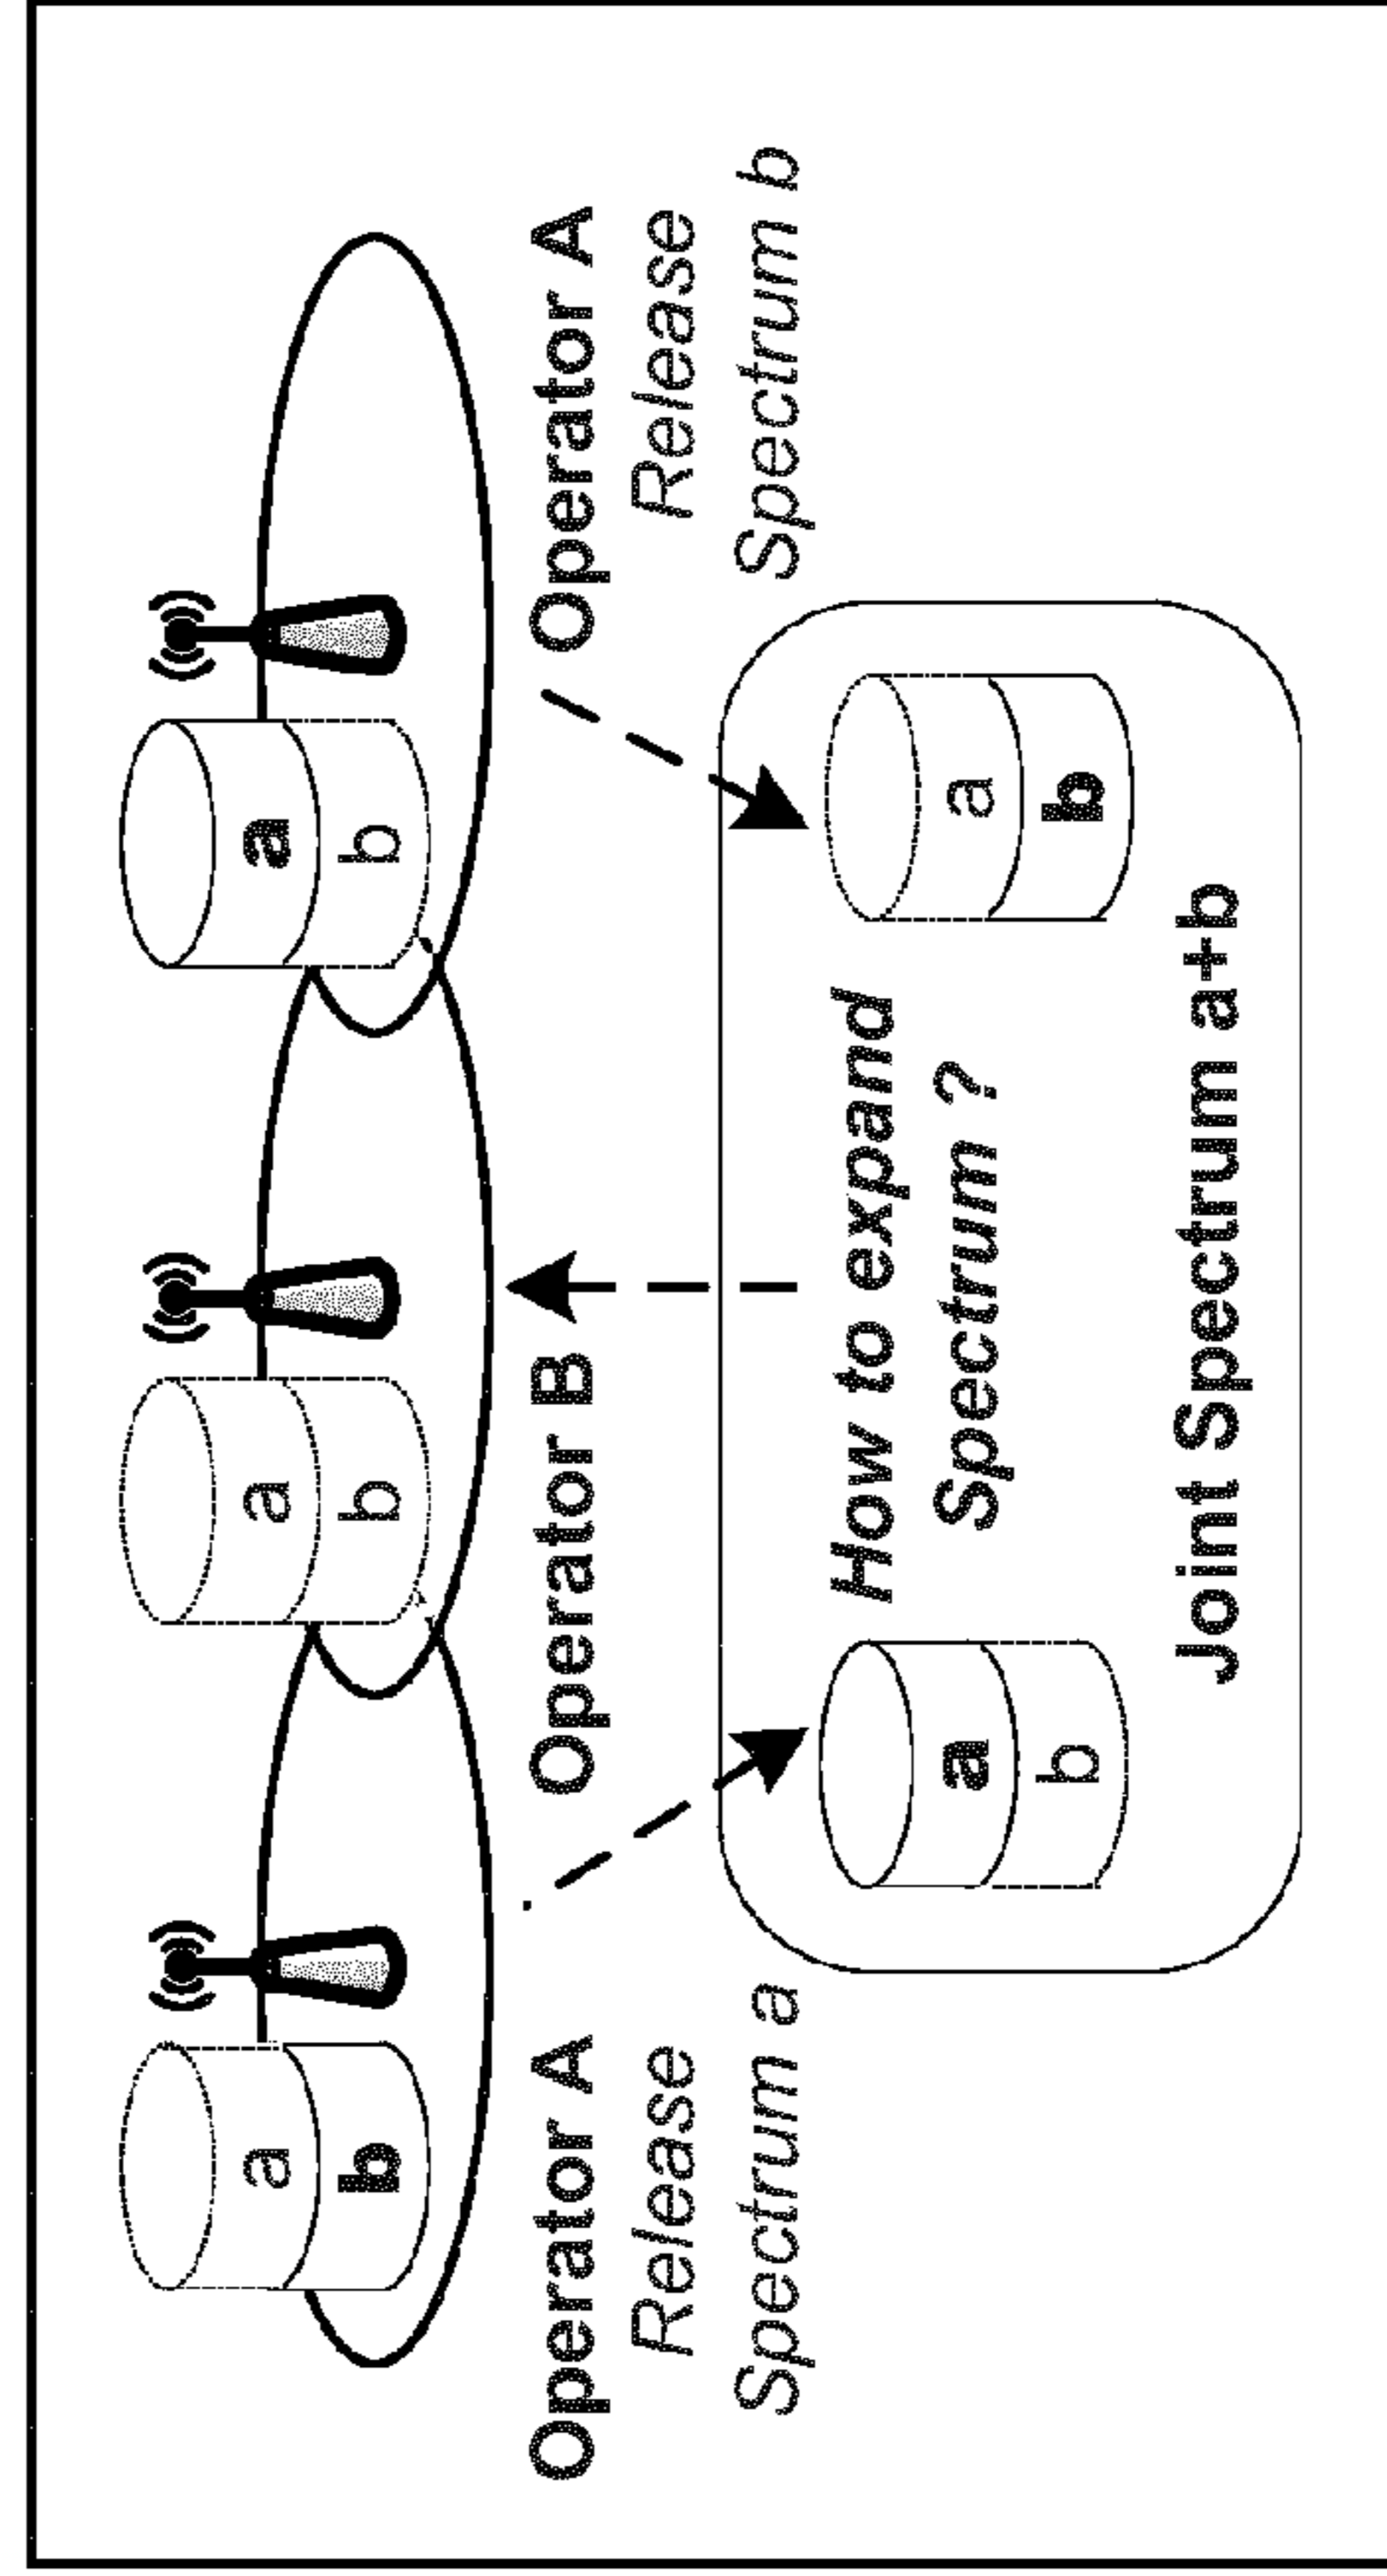 a
b
a
b
a
b
Operator A
Release
Spectrum a
Operator B
Operator A
Release
Spectrum b
a
b
How to expand
Spectrum ?
a
b
Joint Spectrum a+b